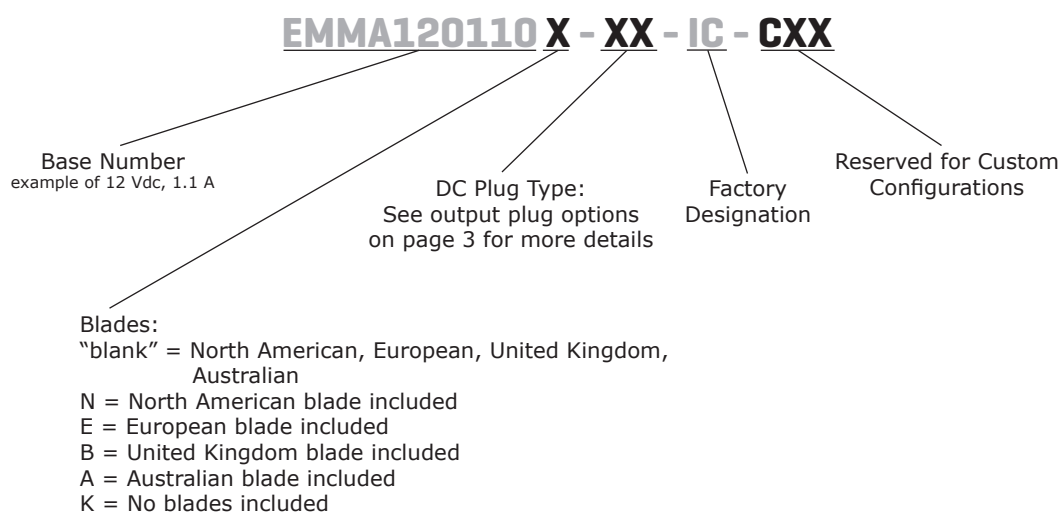 EMMA120110 X - XX - IC - CXX
Base Number
example of 12 Vdc, 1.1 A
DC Plug Type:
See output plug options
on page 3 for more details
Factory
Designation
Reserved for Custom
Configurations
Blades:
“blank” = North American, European, United Kingdom,
Australian
N = North American blade included
E = European blade included
B = United Kingdom blade included
A = Australian blade included
K = No blades included